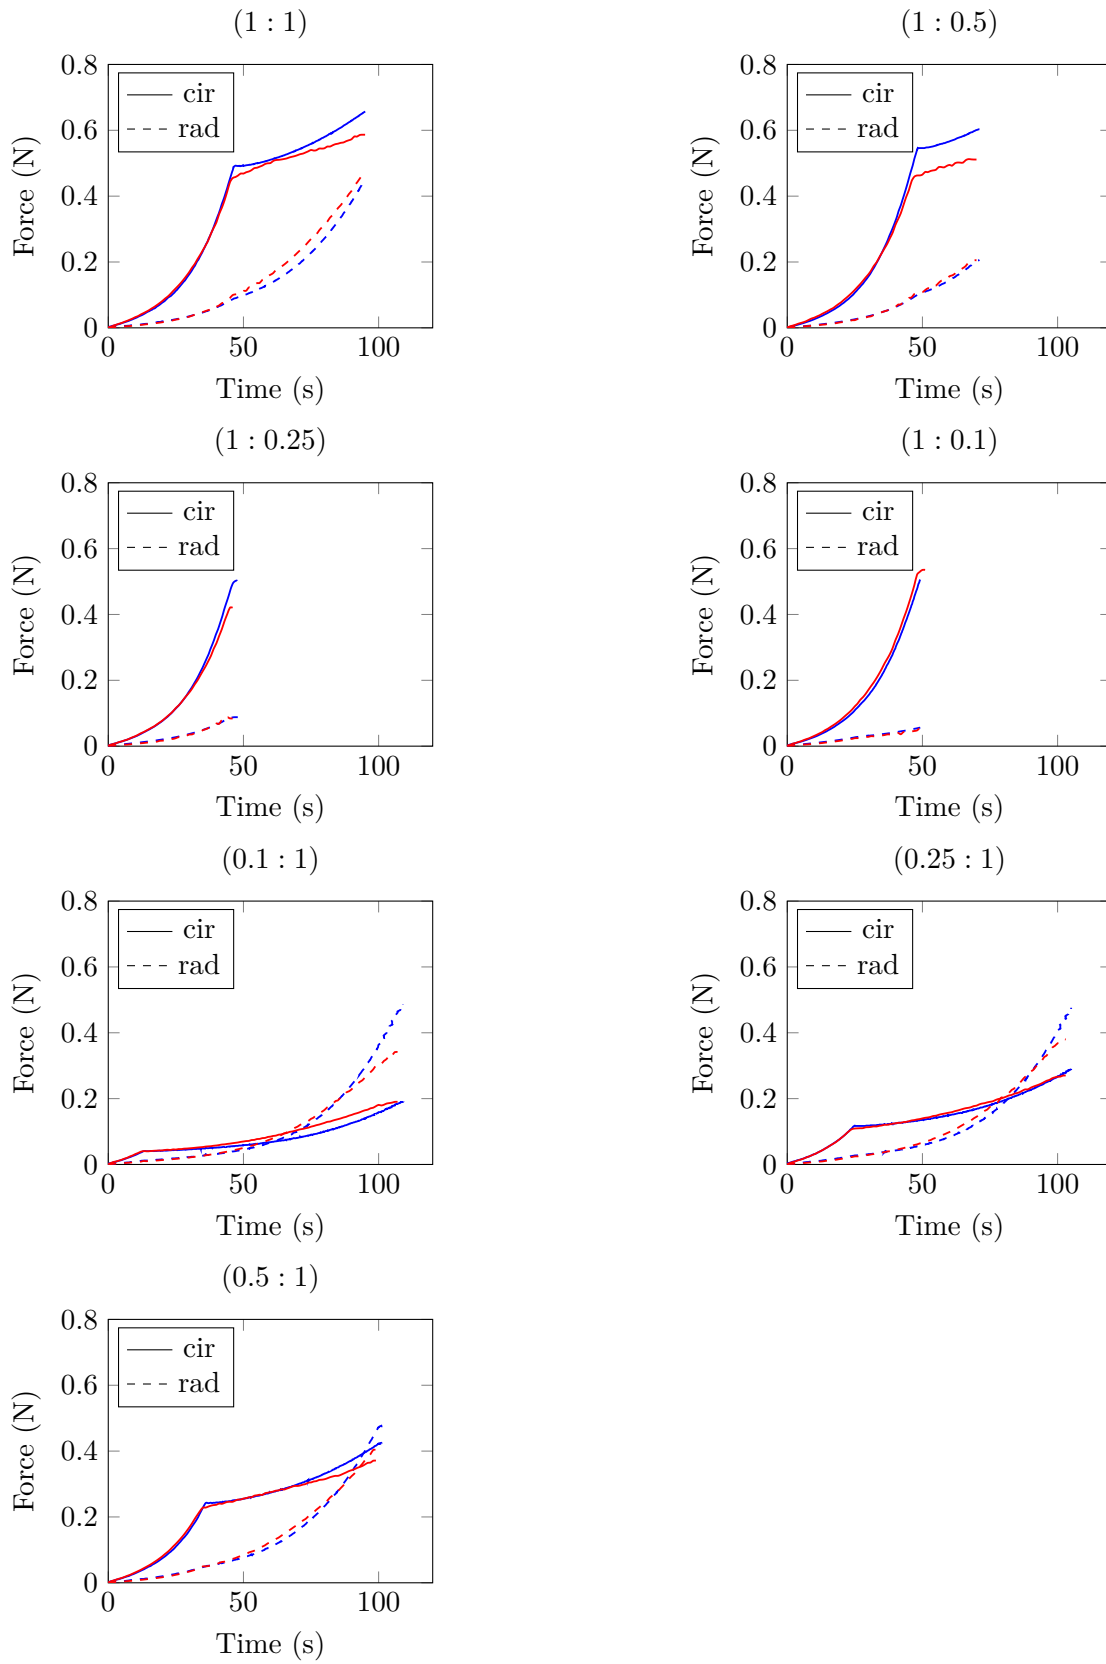 (1 : 1)
0.8
0.6
0.4
0.2
0
Force (N)
cir
rad
0 50 100
Time (s)
(1 : 0.5)
0.8
0.6
0.4
0.2
0
Force (N)
cir
rad
0 50 100
Time (s)
(1 : 0.25)
0.8
0.6
0.4
0.2
0
Force (N)
cir
rad
0 50 100
Time (s)
(1 : 0.1)
0.8
0.6
0.4
0.2
0
Force (N)
cir
rad
0 50 100
Time (s)
(0.1 : 1)
0.8
0.6
0.4
0.2
0
Force (N)
cir
rad
0 50 100
Time (s)
(0.25 : 1)
0.8
0.6
0.4
0.2
0
Force (N)
cir
rad
0 50 100
Time (s)
(0.5 : 1)
0.8
0.6
0.4
0.2
0
Force (N)
cir
rad
0 50 100
Time (s)